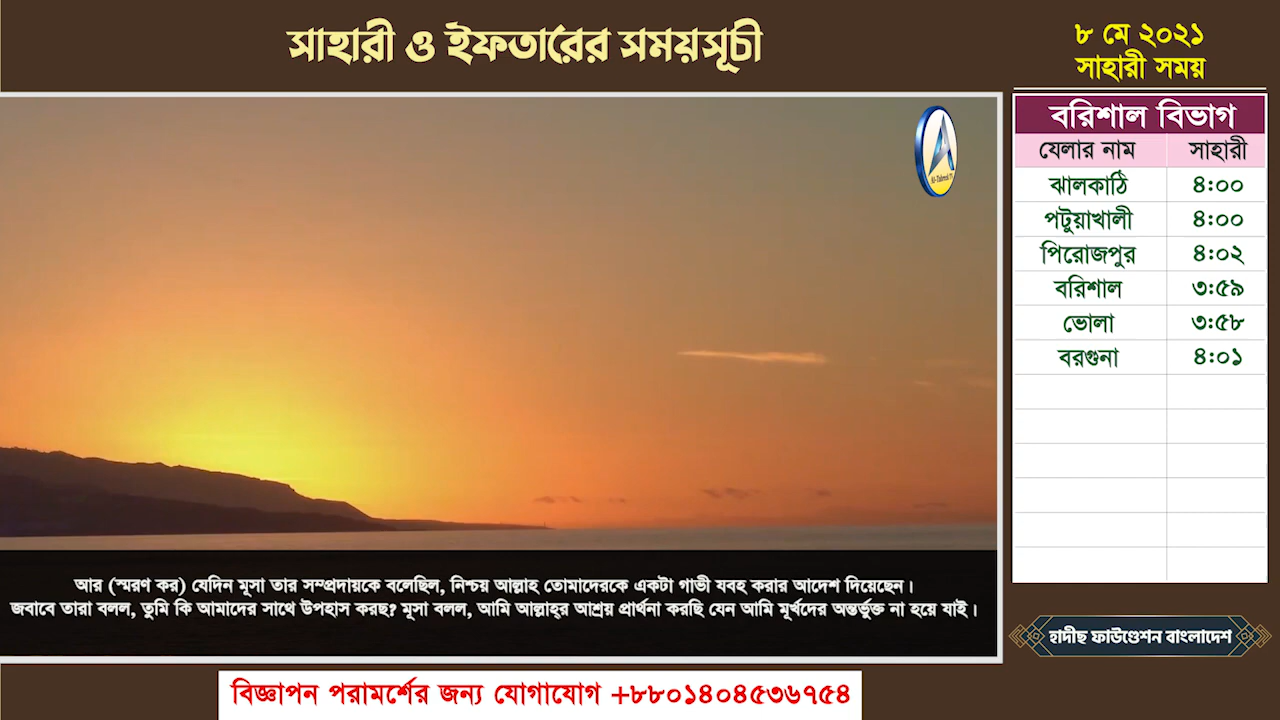 সাহারী ও ইফতারের সময়সূচী
৮ মে ২০২১
সাহারী সময়
বরিশাল বিভাগ
যেলার নাম সাহারী
ঝালকাঠি ৪:০০
পটুয়াখালী ৪:০০
পিরোজপুর ৪:০২
বরিশাল ৩:৫৯
ভোলা ৩:৫৮
বরগুনা ৪:০১
আর (স্মরণ কর) যেদিন মূসা তার সম্প্রদায়কে বলেছিল, নিশ্চয় আল্লাহ তোমাদেরকে একটা গাভী যবহ করার আদেশ দিয়েছেন।
জবাবে তারা বলল, তুমি কি আমাদের সাথে উপহাস করছ? মূসা বলল, আমি আল্লাহ্‌র আশ্রয় প্রার্থনা করছি যেন আমি মূর্খদের অন্তর্ভুক্ত না হয়ে যাই।
হাদীছ ফাউণ্ডেশন বাংলাদেশ
বিজ্ঞাপন পরামর্শের জন্য যোগাযোগ +৮৮০১৪০৪৫৩৬৭৫৪